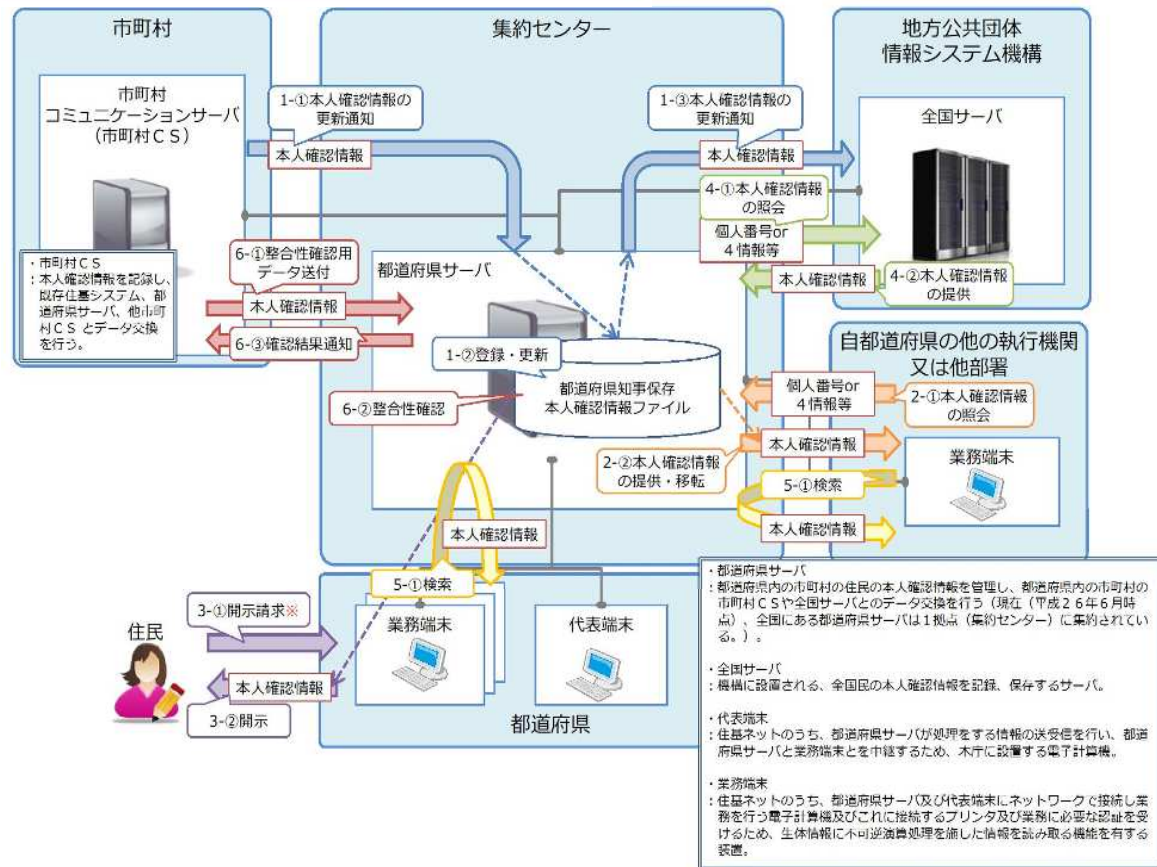 市町村
集約センター
地方公共団体
情報システム機構
市町村
コミュニケーションサーバ
（市町村ＣＳ）
1-①本人確認情報の
更新通知
本人確認情報
1-③本人確認情報の
更新通知
本人確認情報
全国サーバ
4-①本人確認情報
の照会
個人番号or
４情報等
本人確認情報
4-②本人確認情報
の提供
・市町村ＣＳ
：本人確認情報を記録し、
既存住基システム、都
道府県サーバ、他市町
村ＣＳ とデータ交換
を行う。
6-①整合性確認用
データ送付
本人確認情報
6-③確認結果通知
都道府県サーバ
1-②登録・更新
都道府県知事保存
本人確認情報ファイル
6-②整合性確認
自都道府県の他の執行機関
又は他部署
個人番号or
４情報等
2-①本人確認情報
の照会
本人確認情報
2-②本人確認情報
の提供・移転
業務端末
5-①検索
本人確認情報
本人確認情報
5-①検索
3-①開示請求※
住民
本人確認情報
3-②開示
業務端末
代表端末
都道府県
・都道府県サーバ
：都道府県内の市町村の住民の本人確認情報を管理し、都道府県内の市町村の
市町村ＣＳや全国サーバとのデータ交換を行う（現在（平成２６年６月時
点）、全国にある都道府県サーバは１拠点（集約センター）に集約されてい
る。）。
・全国サーバ
：機構に設置される、全国民の本人確認情報を記録、保存するサーバ。
・代表端末
：住基ネットのうち、都道府県サーバが処理をする情報の送受信を行い、都道
府県サーバと業務端末とを中継するため、本庁に設置する電子計算機。
・業務端末
：住基ネットのうち、都道府県サーバ及び代表端末にネットワークで接続し業
務を行う電子計算機及びこれに接続するプリンタ及び業務に必要な認証を受
けるため、生体情報に不可逆演算処理を施した情報を読み取る機能を有する
装置。